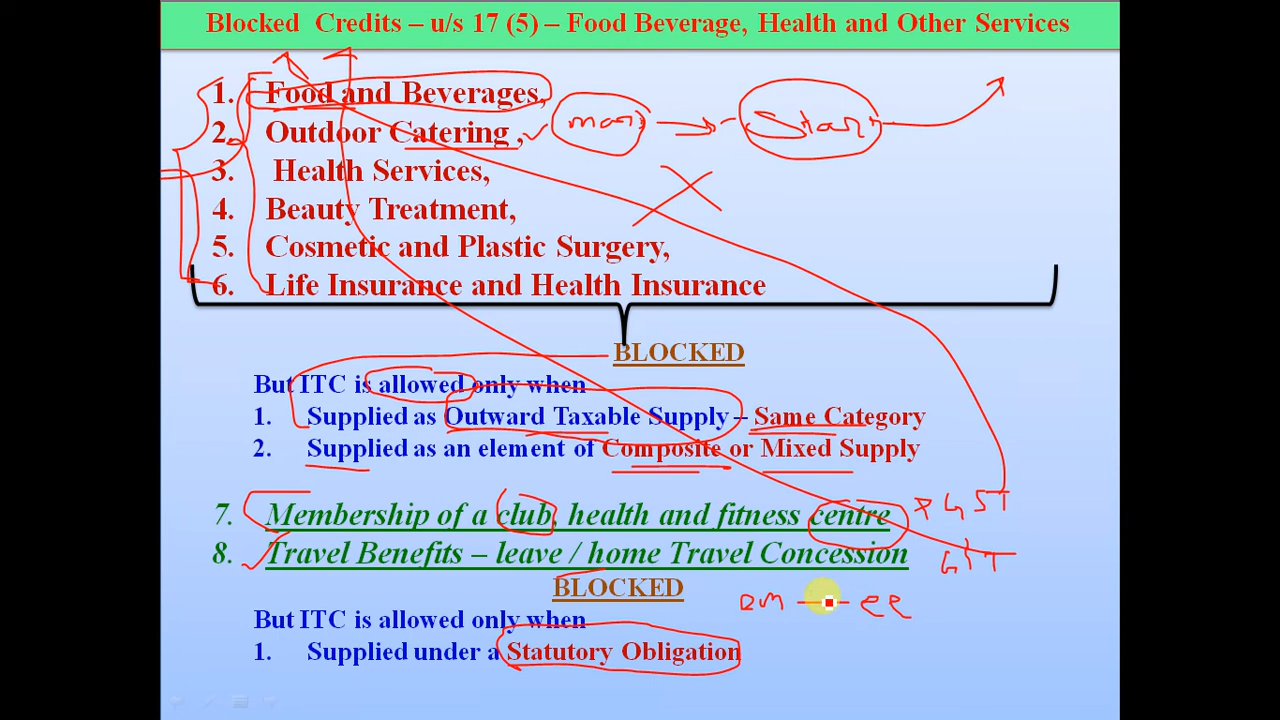 Blocked Credits – u/s 17 (5) – Food Beverage, Health and Other Services
1. Food and Beverages,
2. Outdoor Catering ,
3. Health Services,
4. Beauty Treatment,
5. Cosmetic and Plastic Surgery,
6. Life Insurance and Health Insurance
BLOCKED
But ITC is allowed only when
1. Supplied as Outward Taxable Supply – Same Category
2. Supplied as an element of Composite or Mixed Supply
7. Membership of a club, health and fitness centre
GST
8. Travel Benefits – leave / home Travel Concession
BLOCKED
But ITC is allowed only when
1. Supplied under a Statutory Obligation